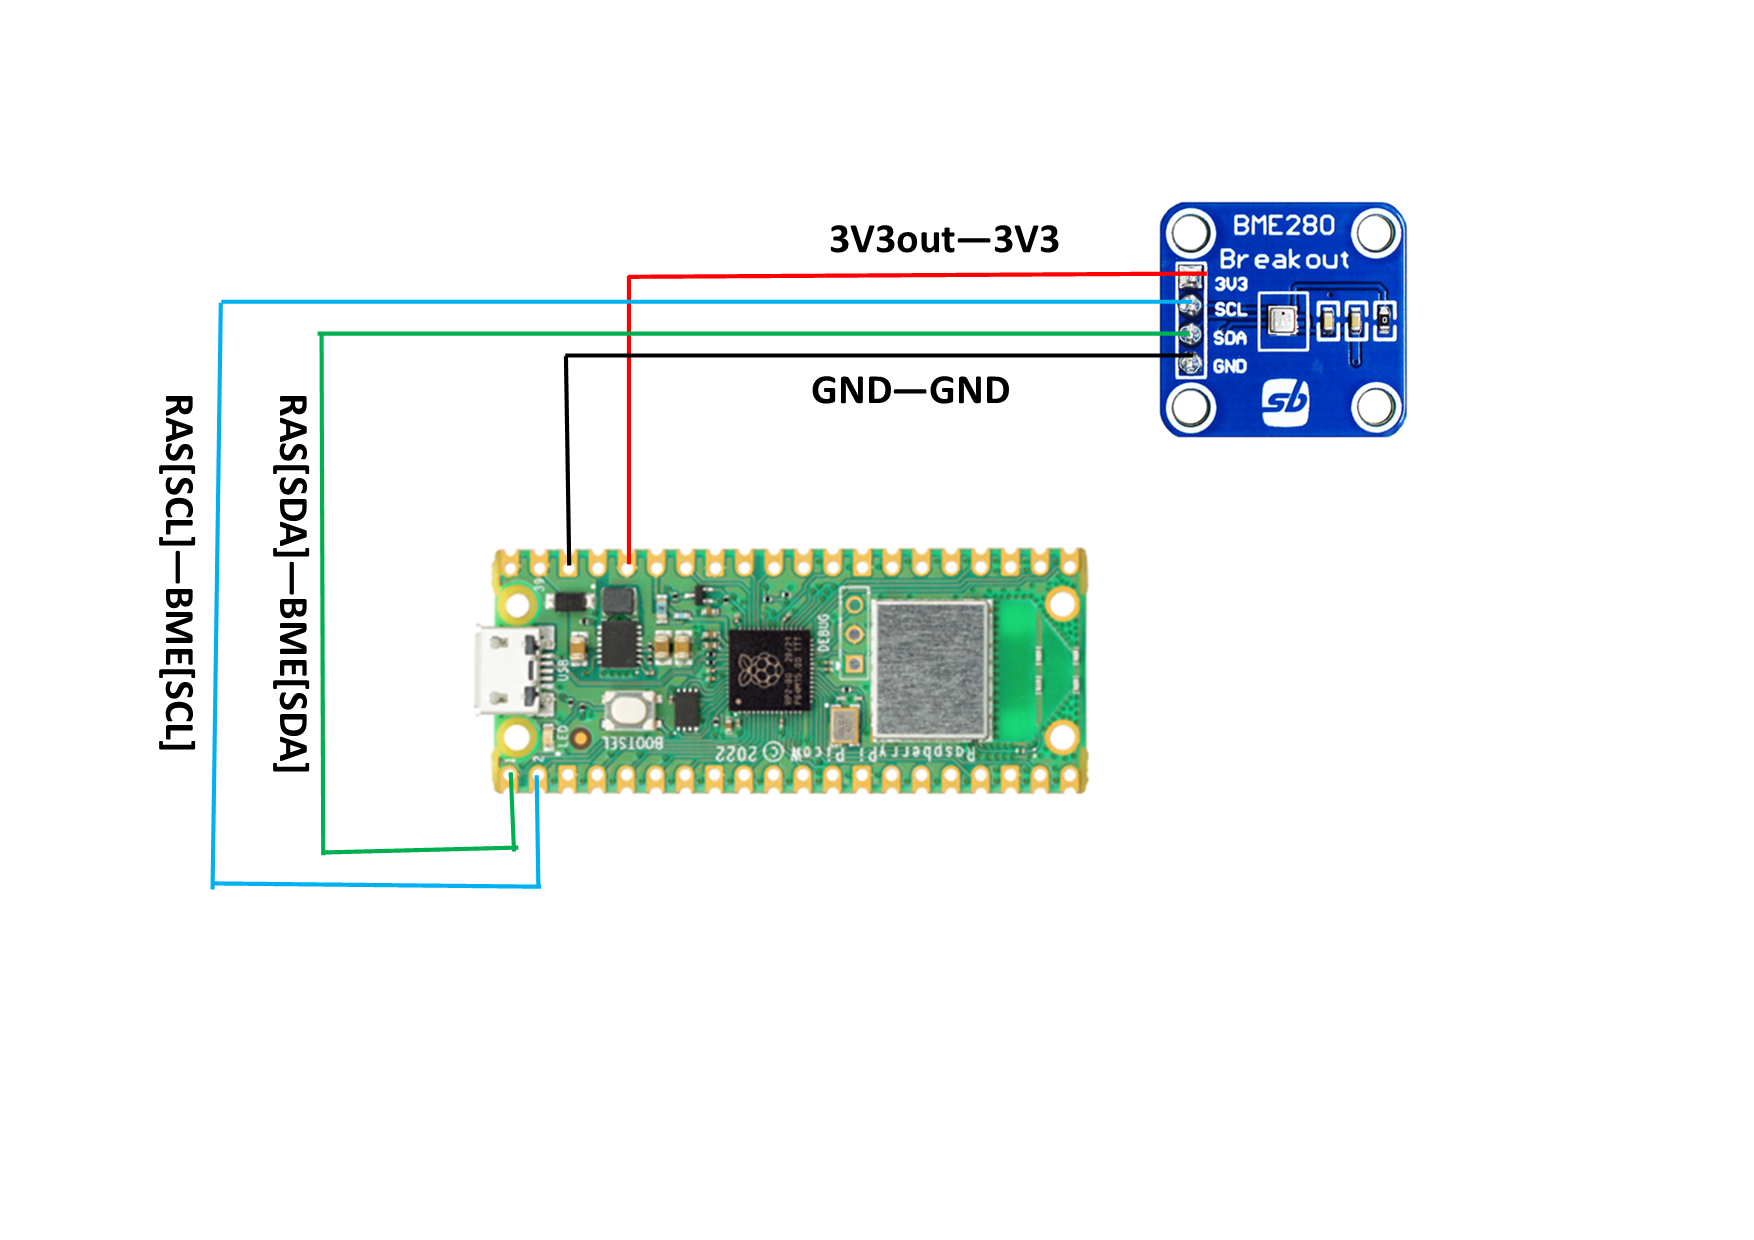 BME280
Breakout
3V3out—3V3
3V3
SCL
SDA
GND
GND—GND
sb
RAS[SCL]—BME[SCL]
RAS[SDA]—BME[SDA]
39
DEBUG
USB
LED
BOOTSEL
Raspberry Pi Pico W © 2022
1
2